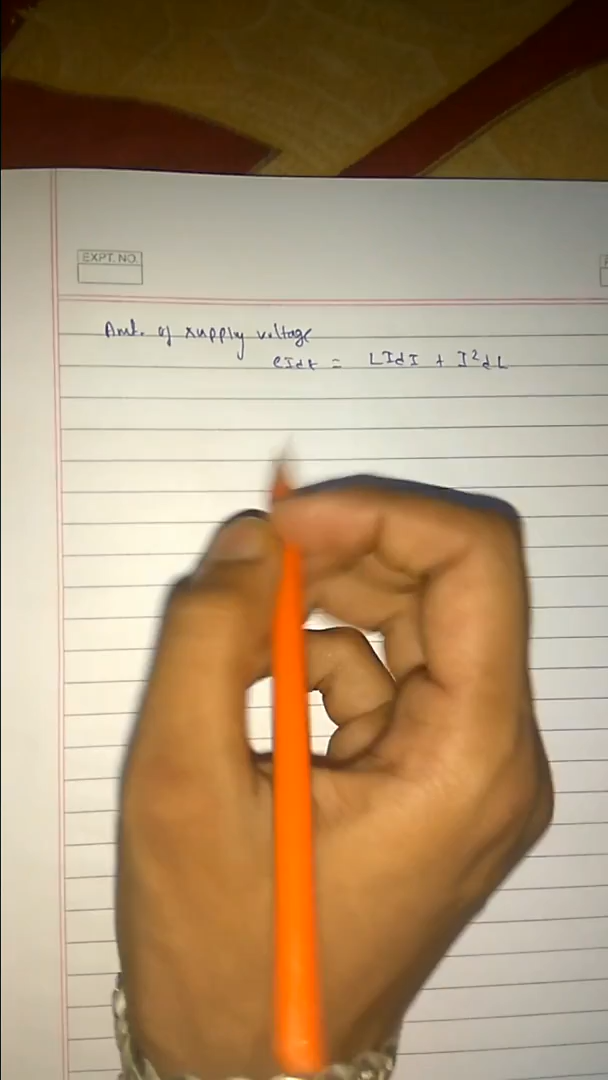 EXPT. NO.
Amt. of supply voltage
eIdt = LIdI + I²dL